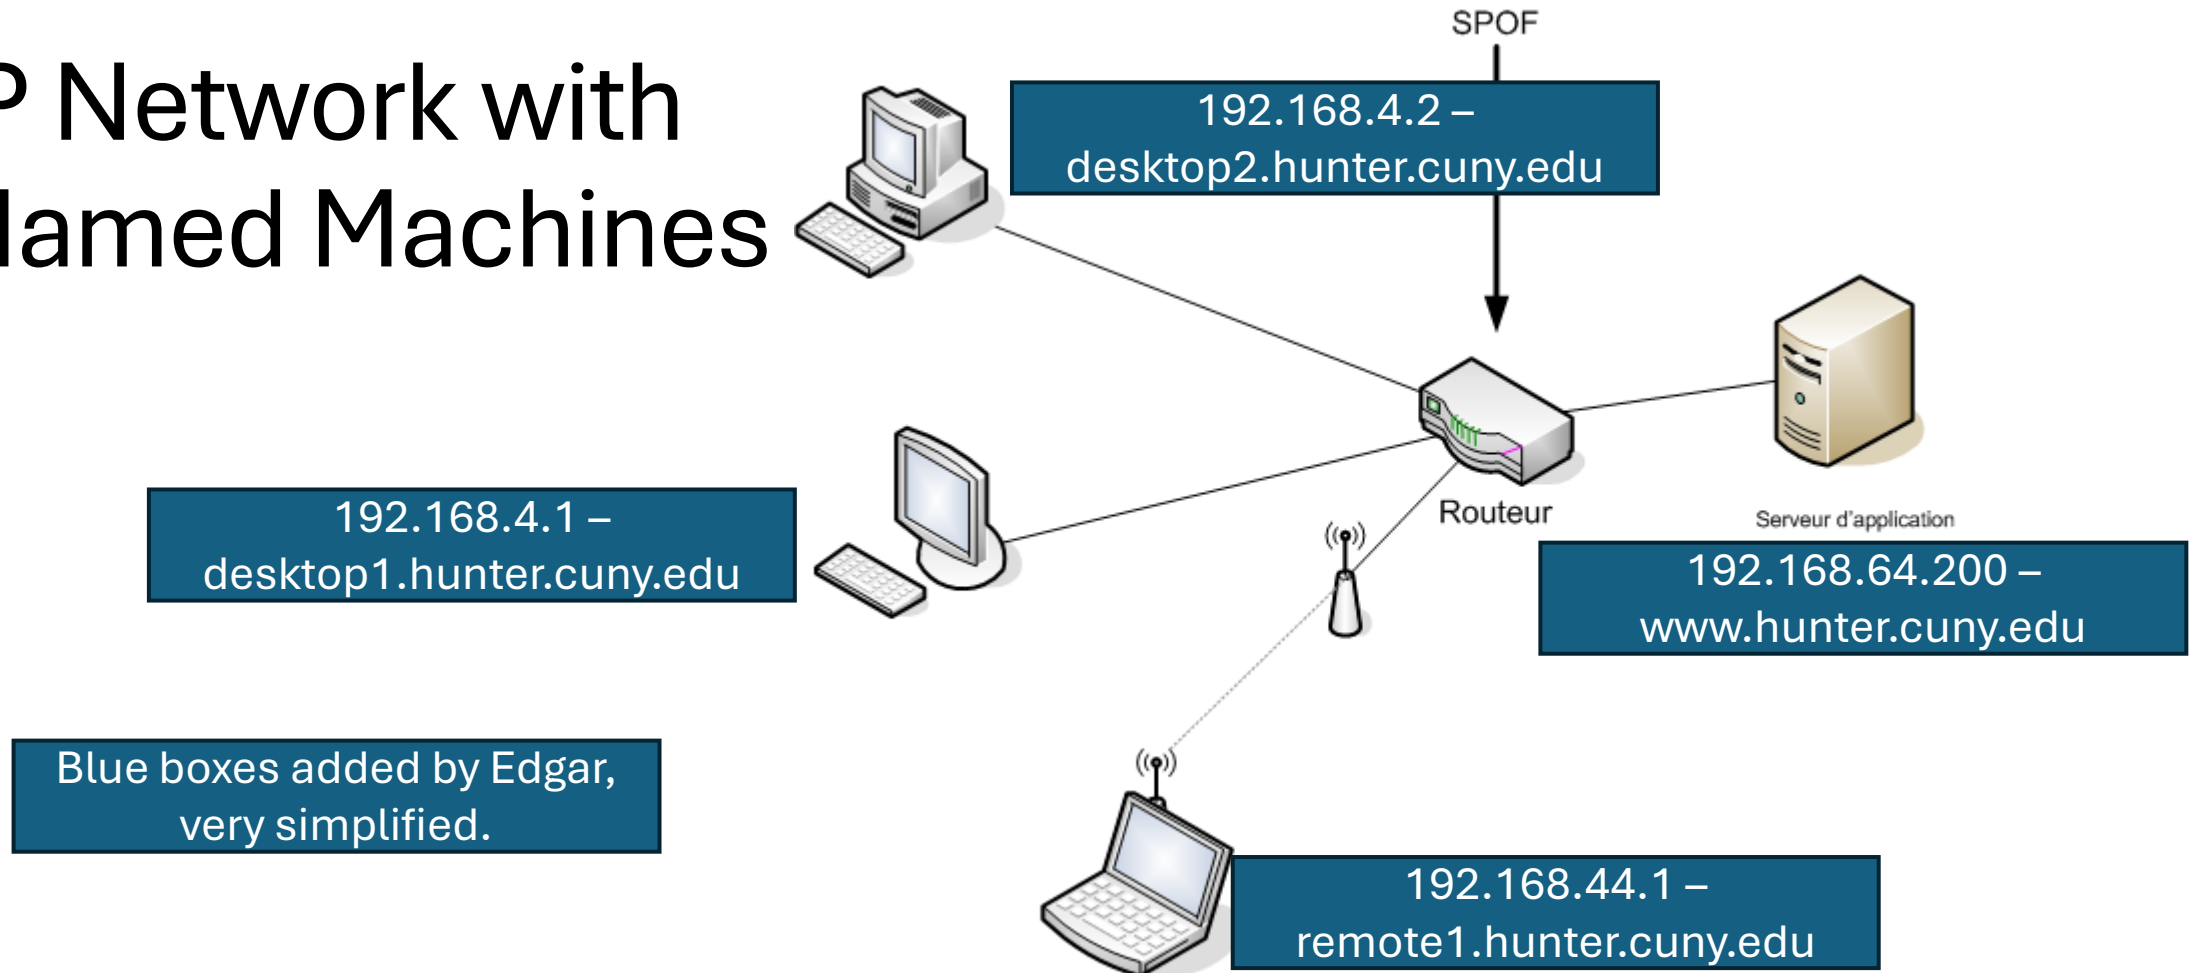 P Network with
Named Machines
SPOF
192.168.4.2 –
desktop2.hunter.cuny.edu
192.168.4.1 –
desktop1.hunter.cuny.edu
Routeur
Serveur d'application
192.168.64.200 –
www.hunter.cuny.edu
Blue boxes added by Edgar,
very simplified.
192.168.44.1 –
remote1.hunter.cuny.edu